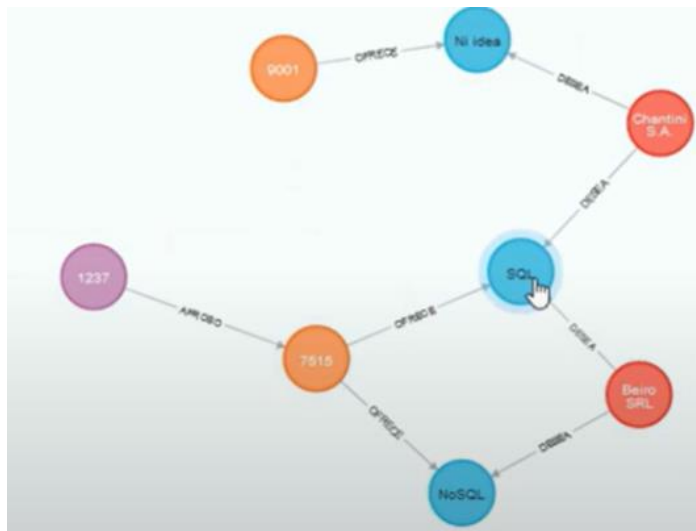 Ni idea
9001
OFRECE
DESEA
Chantini
S.A.
DESEA
1237
SQL
APROBO
OFRECE
7515
DESEA
Beiro
SRL
OFRECE
DESEA
NoSQL